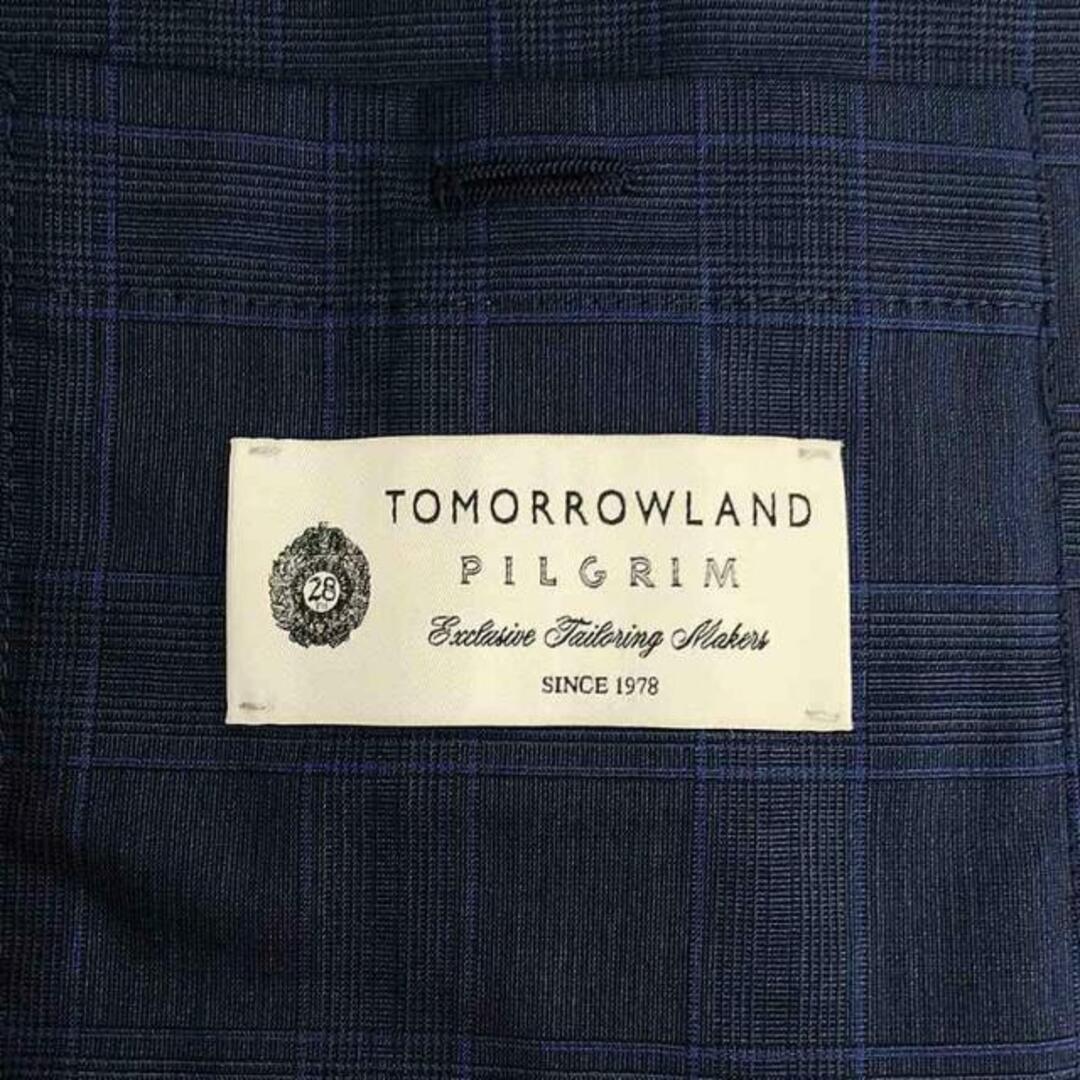 TOMORROWLAND
PILGRIM
28
Exclusive Tailoring Makers
SINCE 1978